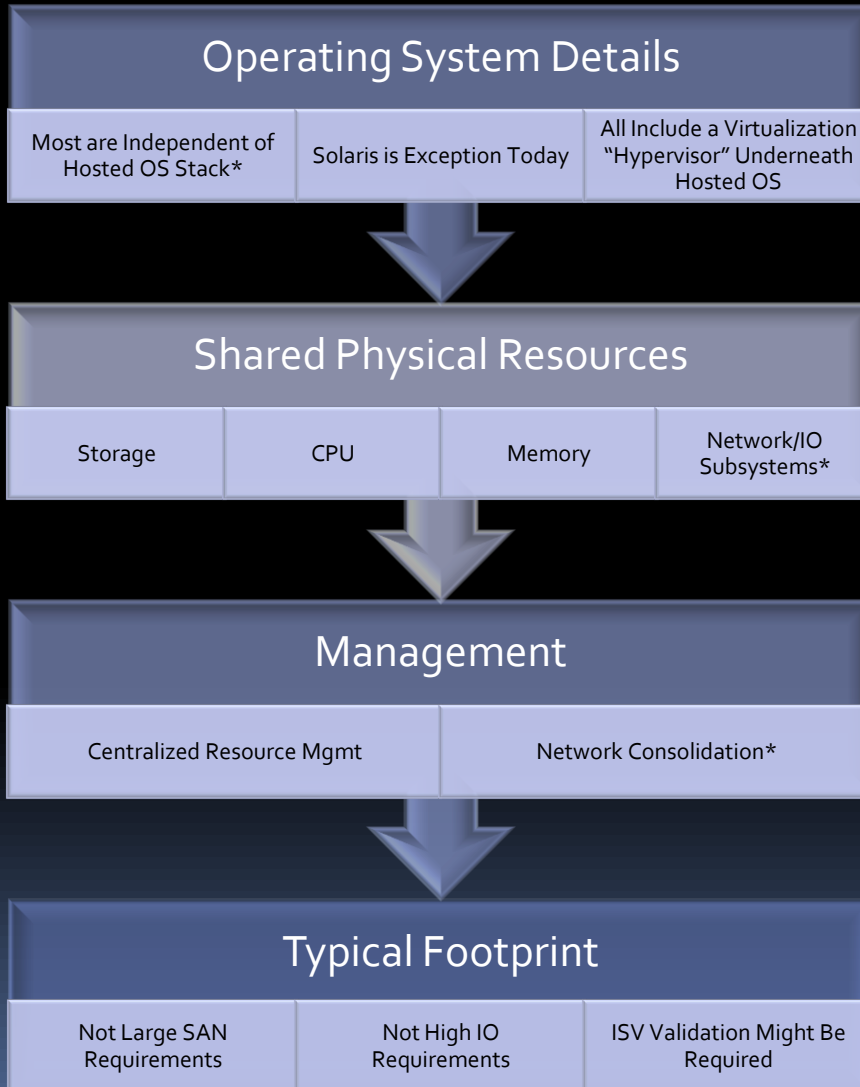 Operating System Details
Most are Independent of
Hosted OS Stack*
Solaris is Exception Today
All Include a Virtualization
“Hypervisor” Underneath
Hosted OS
Shared Physical Resources
Storage
CPU
Memory
Network/IO
Subsystems*
Management
Centralized Resource Mgmt
Network Consolidation*
Typical Footprint
Not Large SAN
Requirements
Not High IO
Requirements
ISV Validation Might Be
Required